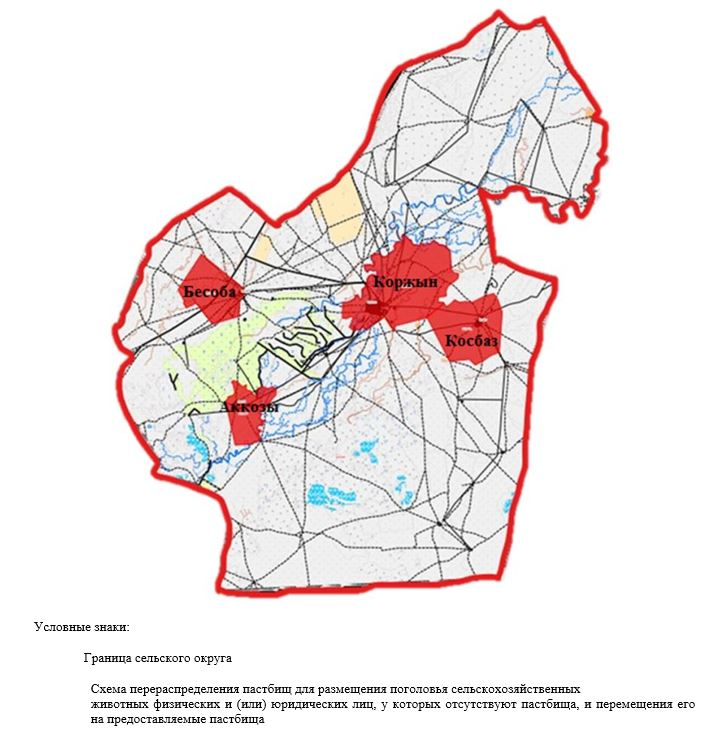 Коржын
Бесоба
Косбаз
Аккозы
Условные знаки:
Граница сельского округа
Схема перераспределения пастбищ для размещения поголовья сельскохозяйственных
животных физических и (или) юридических лиц, у которых отсутствуют пастбища, и перемещения его
на предоставляемые пастбища